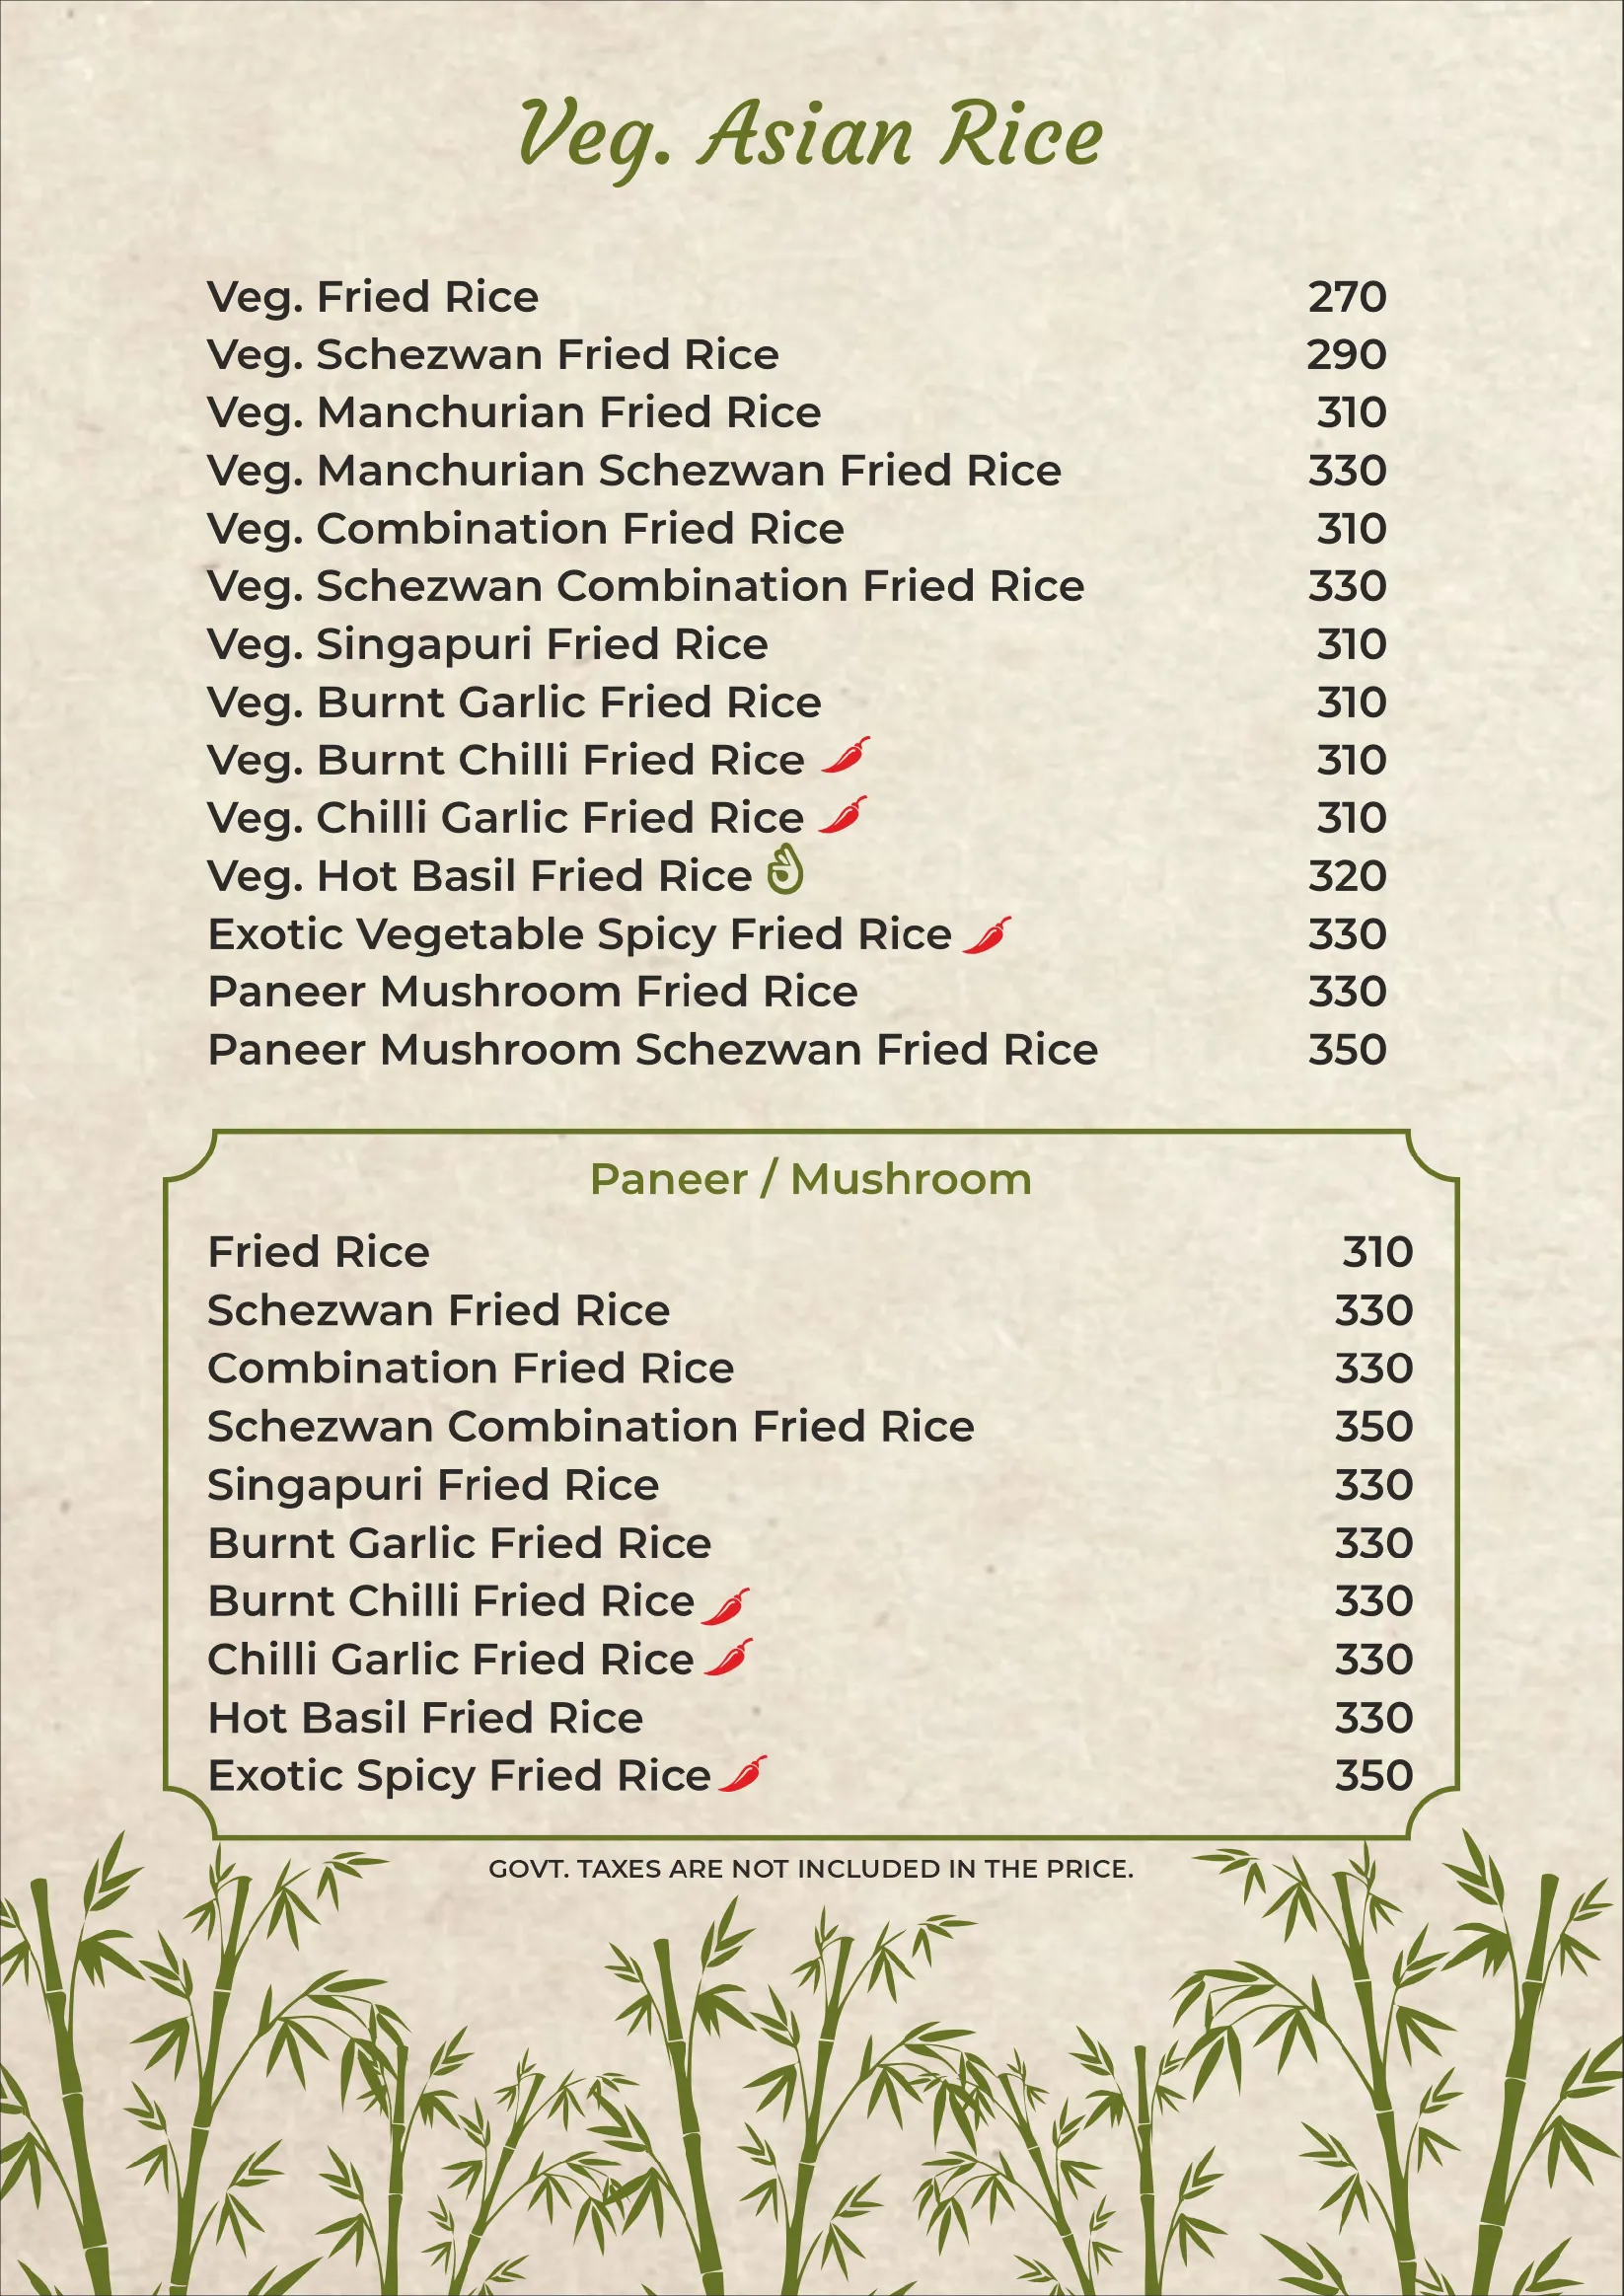 Veg. Asian Rice
Veg. Fried Rice 270
Veg. Schezwan Fried Rice 290
Veg. Manchurian Fried Rice 310
Veg. Manchurian Schezwan Fried Rice 330
Veg. Combination Fried Rice 310
Veg. Schezwan Combination Fried Rice 330
Veg. Singapuri Fried Rice 310
Veg. Burnt Garlic Fried Rice 310
Veg. Burnt Chilli Fried Rice 310
Veg. Chilli Garlic Fried Rice 310
Veg. Hot Basil Fried Rice 320
Exotic Vegetable Spicy Fried Rice 330
Paneer Mushroom Fried Rice 330
Paneer Mushroom Schezwan Fried Rice 350
Paneer / Mushroom
Fried Rice 310
Schezwan Fried Rice 330
Combination Fried Rice 330
Schezwan Combination Fried Rice 350
Singapuri Fried Rice 330
Burnt Garlic Fried Rice 330
Burnt Chilli Fried Rice 330
Chilli Garlic Fried Rice 330
Hot Basil Fried Rice 330
Exotic Spicy Fried Rice 350
GOVT. TAXES ARE NOT INCLUDED IN THE PRICE.